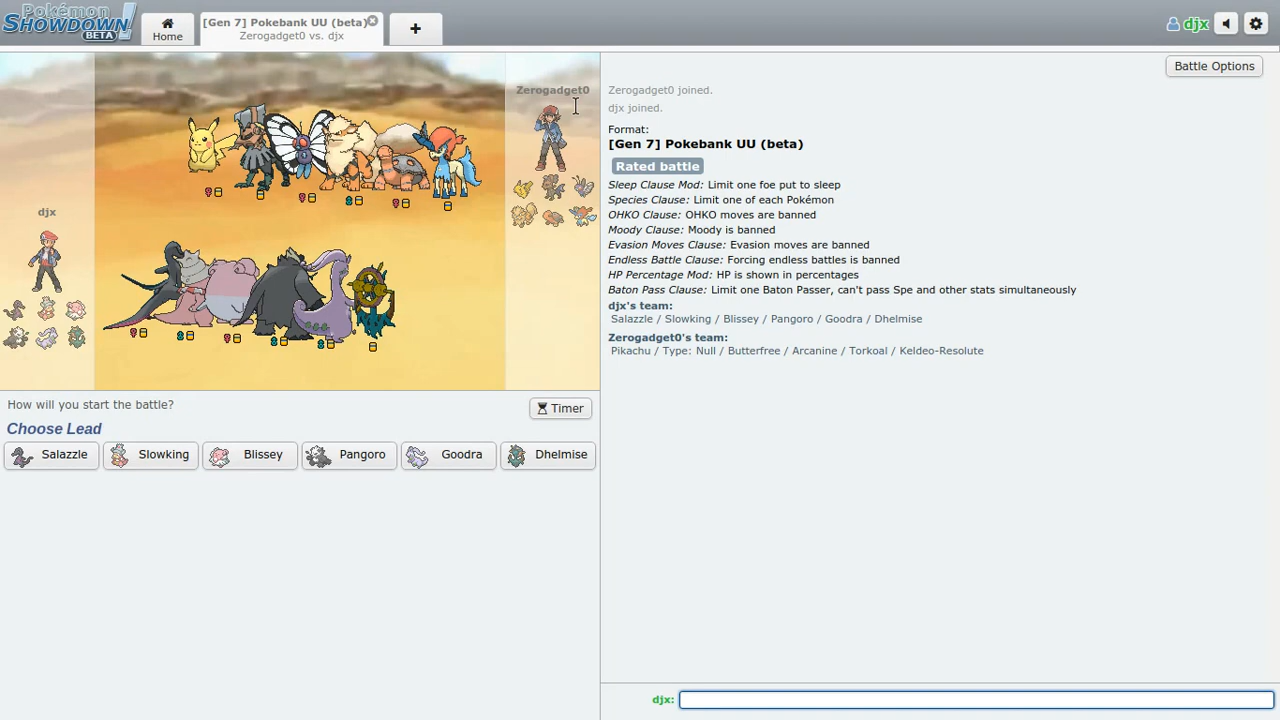 Pokémon
SHOWDOWN!
BETA
Home
[Gen 7] Pokebank UU (beta)
Zerogadget0 vs. djx
+
djx
Battle Options
Zerogadget0
djx
Zerogadget0 joined.
djx joined.
Format:
[Gen 7] Pokebank UU (beta)
Rated battle
Sleep Clause Mod: Limit one foe put to sleep
Species Clause: Limit one of each Pokémon
OHKO Clause: OHKO moves are banned
Moody Clause: Moody is banned
Evasion Moves Clause: Evasion moves are banned
Endless Battle Clause: Forcing endless battles is banned
HP Percentage Mod: HP is shown in percentages
Baton Pass Clause: Limit one Baton Passer, can't pass Spe and other stats simultaneously
djx's team:
Salazzle / Slowking / Blissey / Pangoro / Goodra / Dhelmise
Zerogadget0's team:
Pikachu / Type: Null / Butterfree / Arcanine / Torkoal / Keldeo-Resolute
How will you start the battle?
Timer
Choose Lead
Salazzle Slowking Blissey Pangoro Goodra Dhelmise
djx: